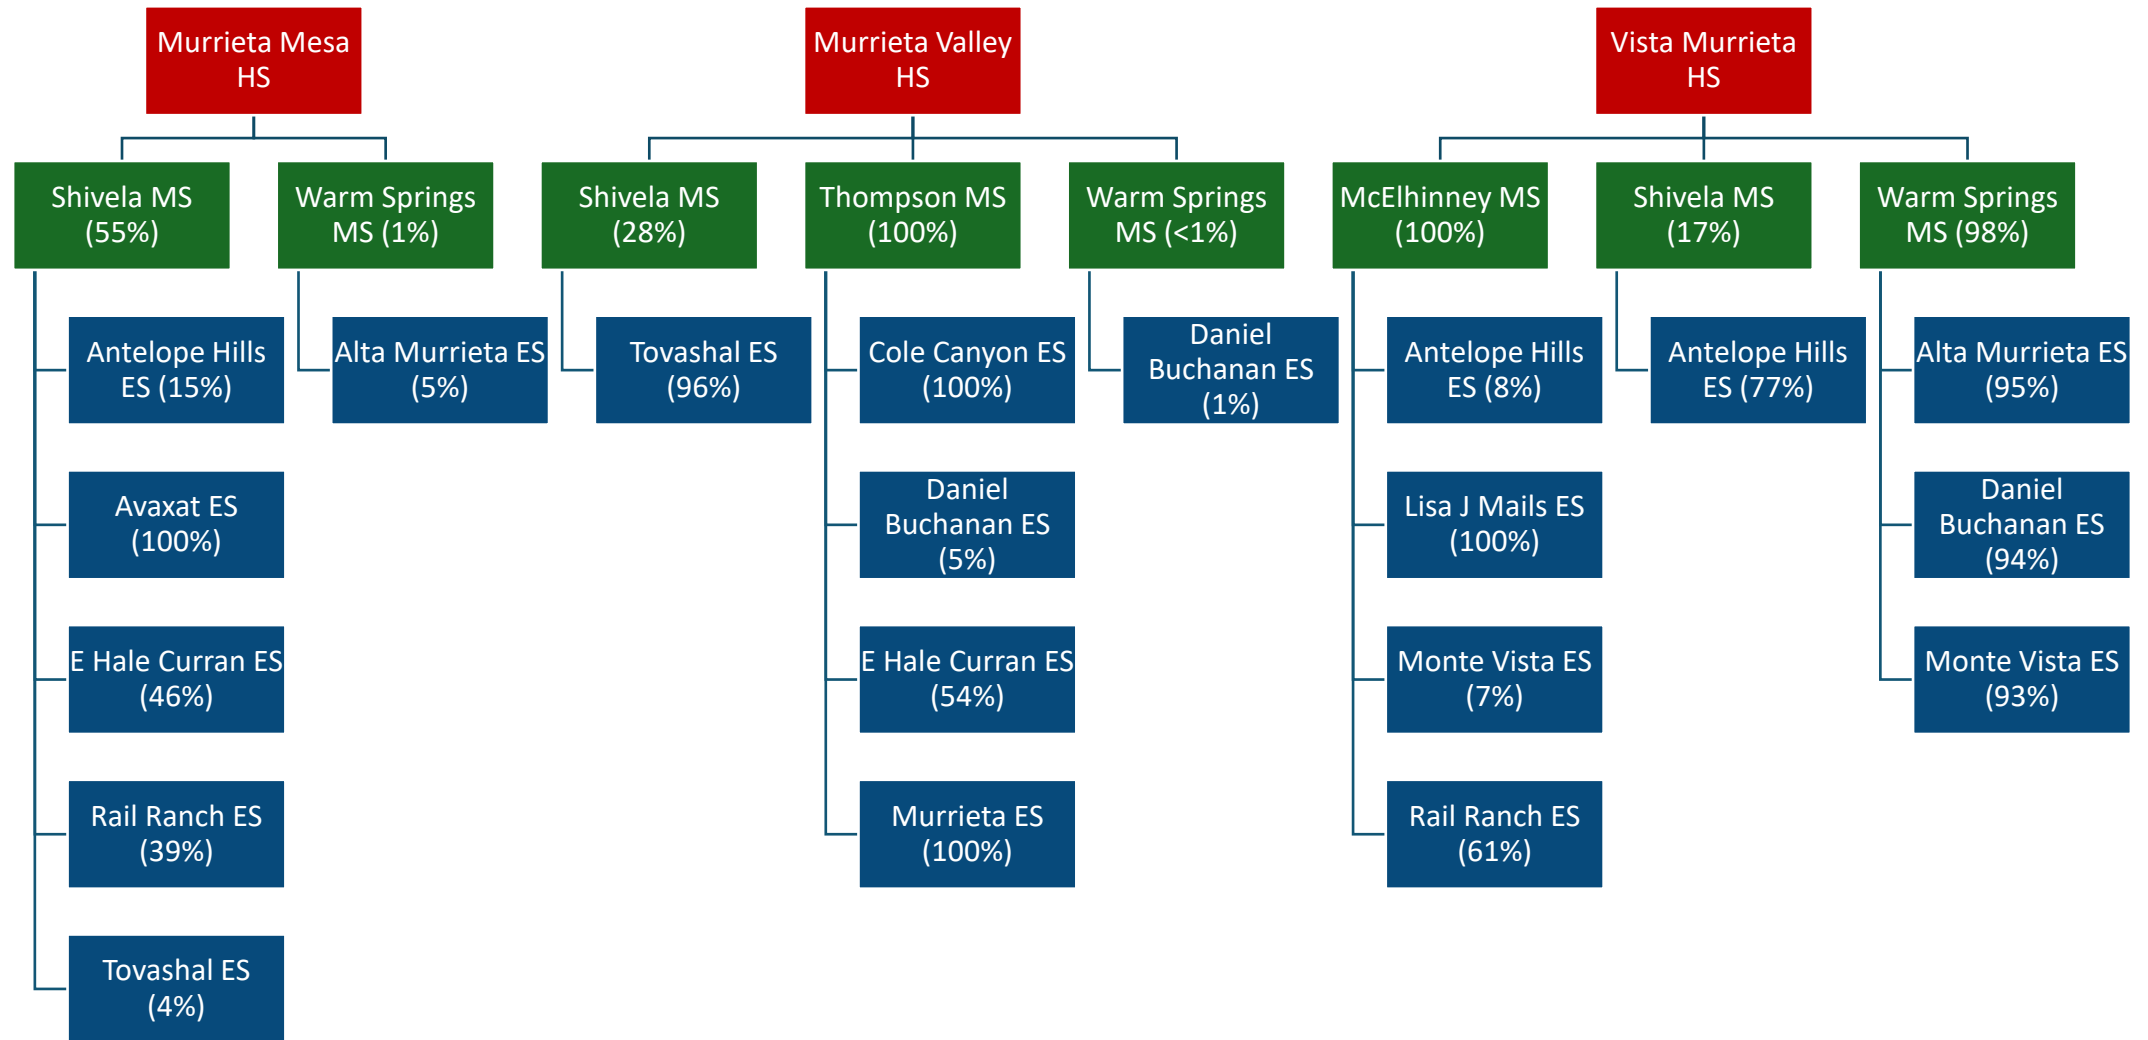 Murrieta Mesa
HS
Murrieta Valley
HS
Vista Murrieta
HS
Shivela MS
(55%)
Warm Springs
MS (1%)
Shivela MS
(28%)
Thompson MS
(100%)
Warm Springs
MS (<1%)
McElhinney MS
(100%)
Shivela MS
(17%)
Warm Springs
MS (98%)
Antelope Hills
ES (15%)
Alta Murrieta ES
(5%)
Tovashal ES
(96%)
Cole Canyon ES
(100%)
Daniel
Buchanan ES
(1%)
Antelope Hills
ES (8%)
Antelope Hills
ES (77%)
Alta Murrieta ES
(95%)
Avaxat ES
(100%)
Daniel
Buchanan ES
(5%)
Lisa J Mails ES
(100%)
Daniel
Buchanan ES
(94%)
E Hale Curran ES
(46%)
E Hale Curran ES
(54%)
Monte Vista ES
(7%)
Monte Vista ES
(93%)
Rail Ranch ES
(39%)
Murrieta ES
(100%)
Rail Ranch ES
(61%)
Tovashal ES
(4%)